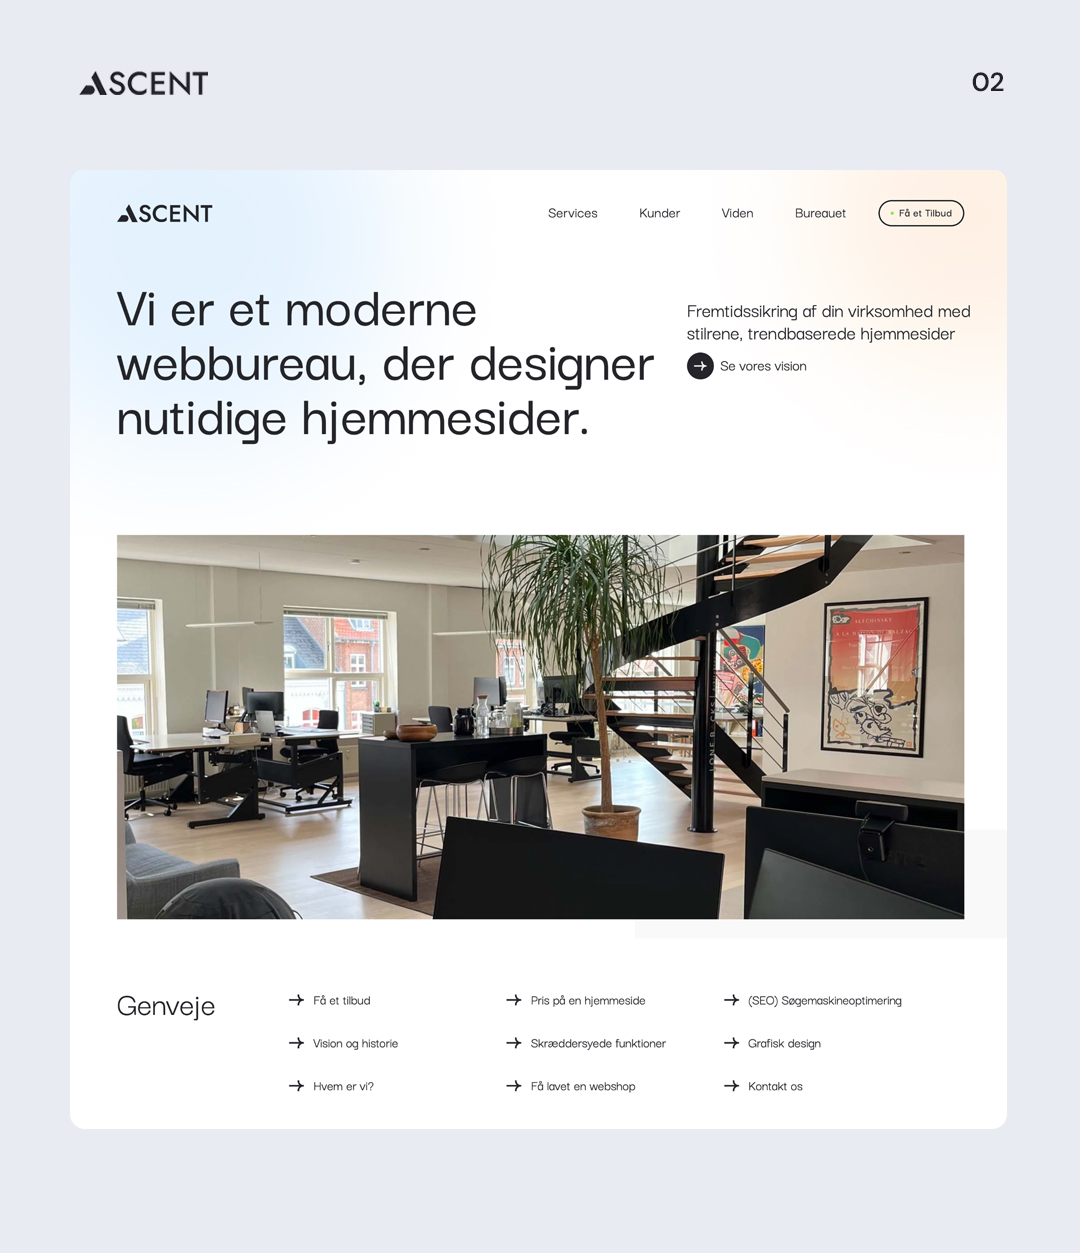 ASCENT
02
ASCENT
Services
Kunder
Viden
Bureauet
Få et Tilbud
Vi er et moderne
webbureau, der designer
nutidige hjemmesider.
Fremtidssikring af din virksomhed med
stilrene, trendbaserede hjemmesider
Se vores vision
Genveje
Få et tilbud
Pris på en hjemmeside
(SEO) Søgemaskineoptimering
Vision og historie
Skræddersyede funktioner
Grafisk design
Hvem er vi?
Få lavet en webshop
Kontakt os